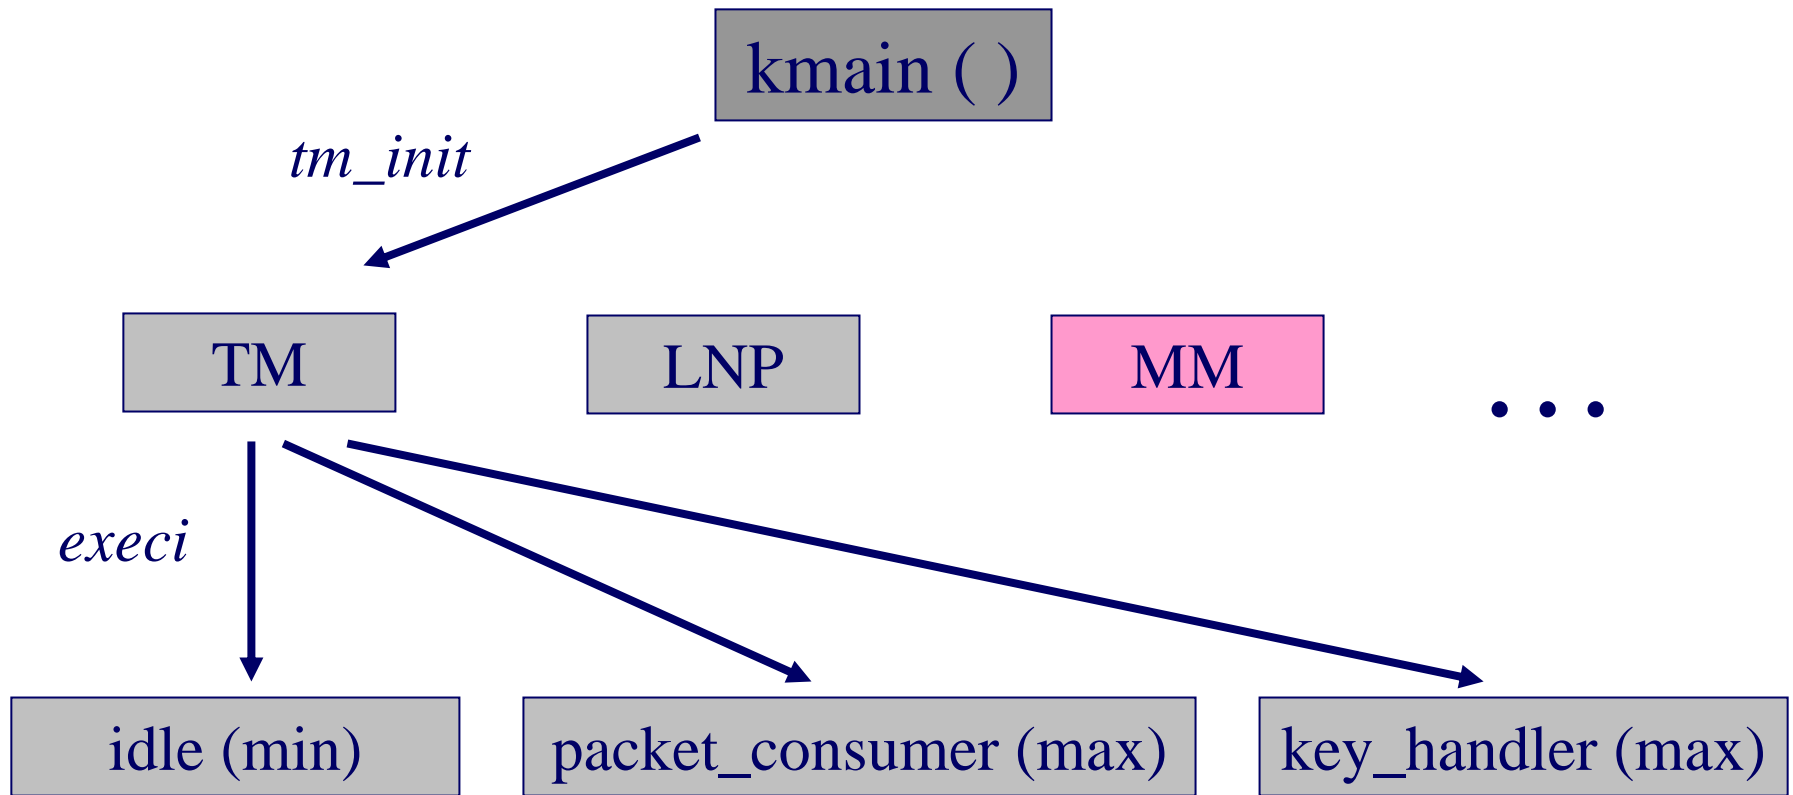 kmain ( )
tm_init
TM
LNP
MM
. . .
execi
idle (min)
packet_consumer (max)
key_handler (max)